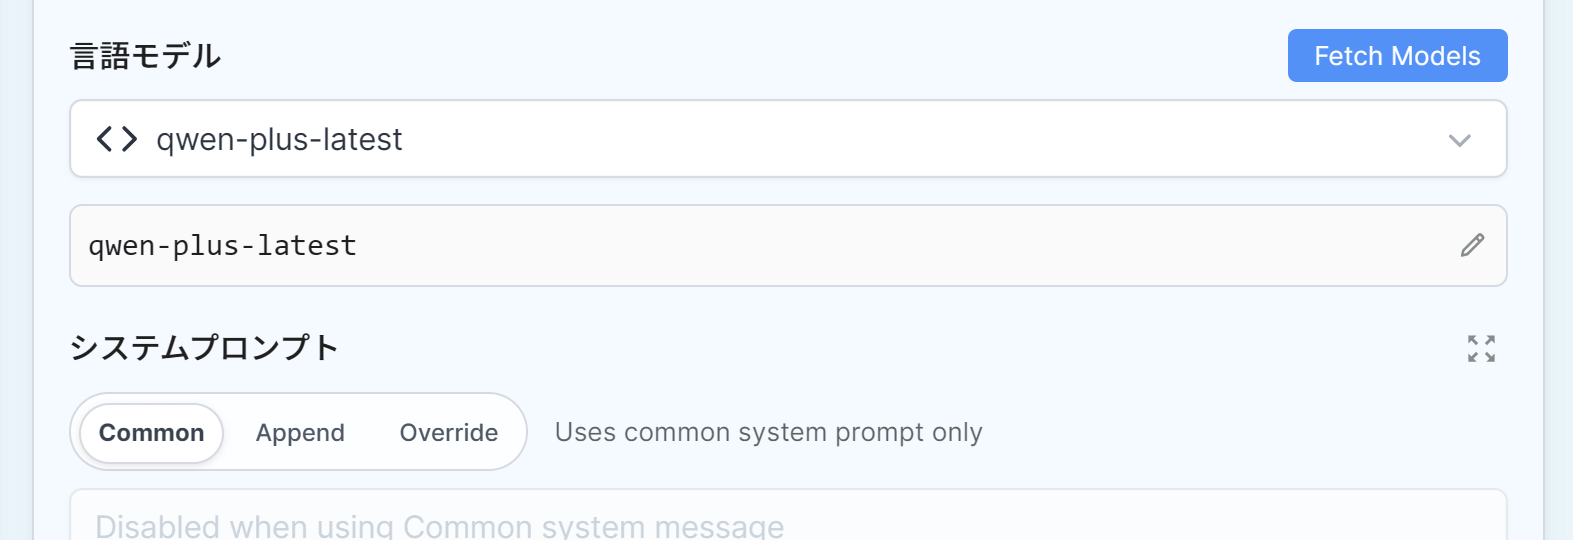 言語モデル
Fetch Models
qwen-plus-latest
qwen-plus-latest
システムプロンプト
Common Append Override Uses common system prompt only
Disabled when using Common system message